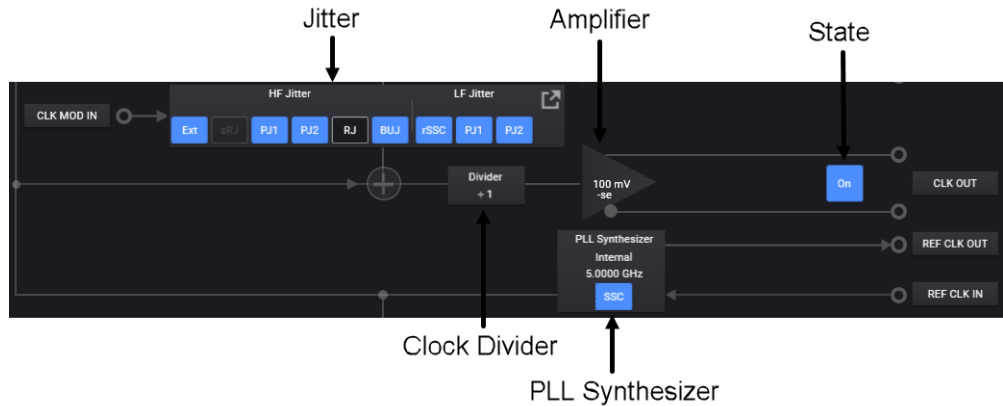 Jitter
Amplifier
State
HF Jitter
LF Jitter
CLK MOD IN
Ext
sRJ
PJ1
PJ2
RJ
BUJ
rSSC
PJ1
PJ2
Divider
÷ 1
100 mV
-se
On
CLK OUT
PLL Synthesizer
Internal
5.0000 GHz
SSC
REF CLK OUT
REF CLK IN
Clock Divider
PLL Synthesizer